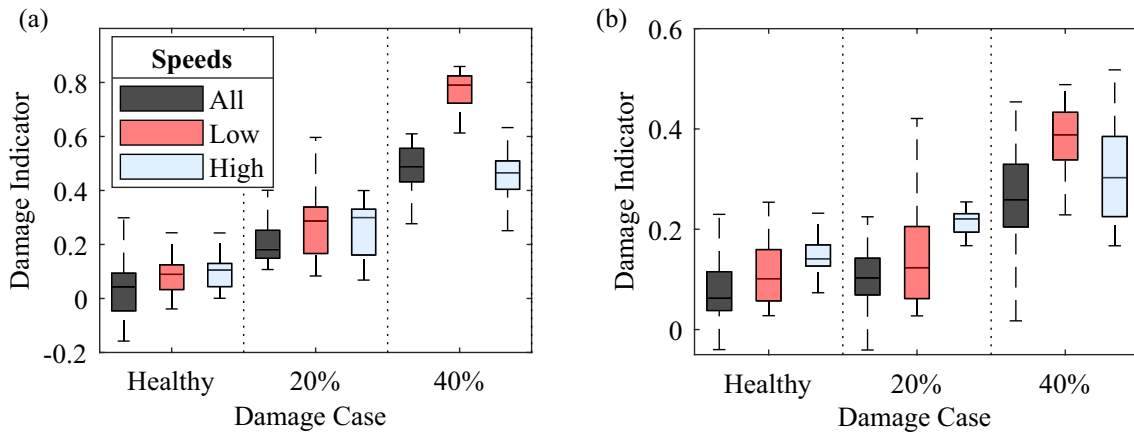 (a)
Damage Indicator
0.8
0.6
0.4
0.2
0
-0.2
Speeds
All
Low
High
Healthy 20% 40%
Damage Case
(b)
Damage Indicator
0.6
0.4
0.2
0
Healthy 20% 40%
Damage Case